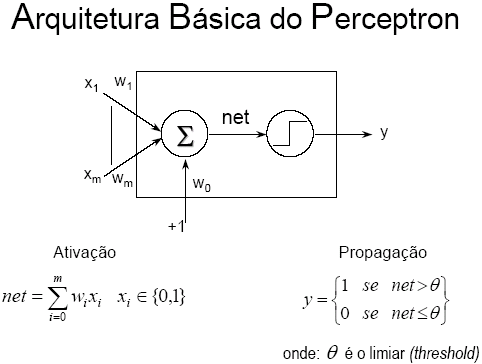 Arquitetura Básica do Perceptron
x1 w1
net
Σ
y
xm wm
w0
+1
Ativação
Propagação
net = ∑_{i=0}^{m} w_i x_i   x_i ∈ {0,1}
y = {1 se net > θ
0 se net ≤ θ}
onde: θ é o limiar (threshold)